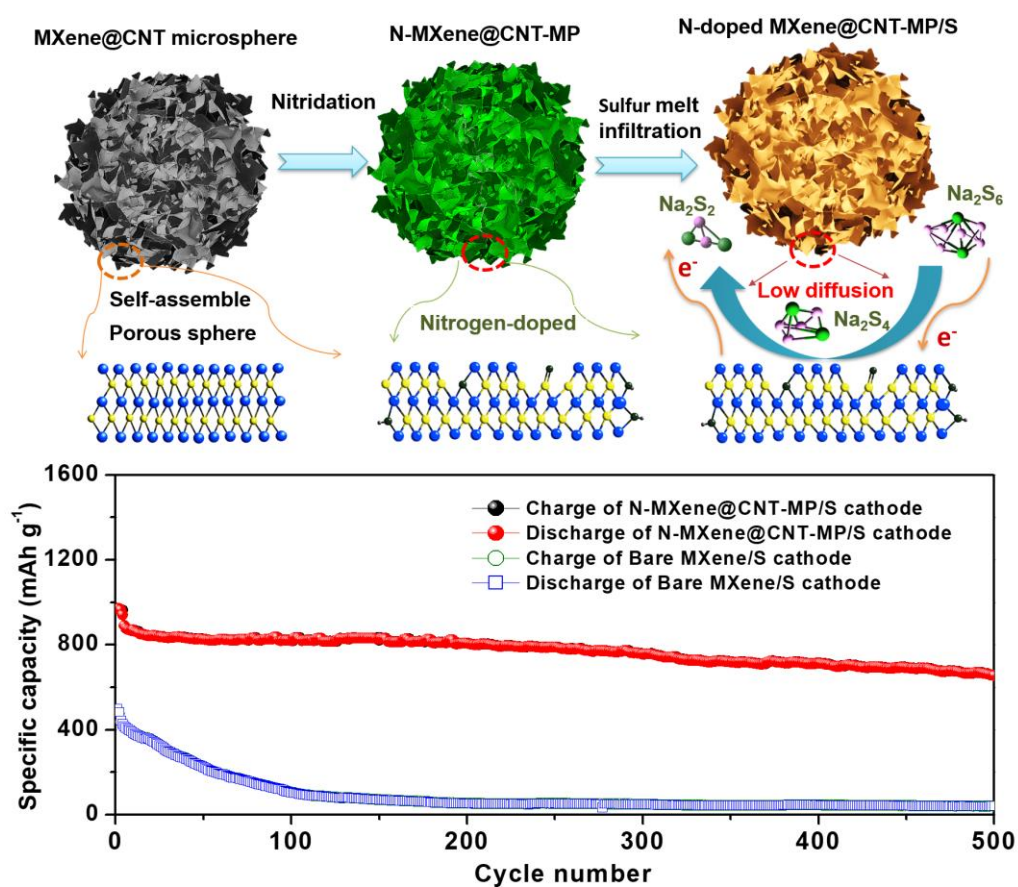 MXene@CNT microsphere
N-MXene@CNT-MP
N-doped MXene@CNT-MP/S
Nitridation
Sulfur melt
infiltration
Na₂S₂
Na₂S₆
e⁻
Low diffusion
Na₂S₄
e⁻
Self-assemble
Porous sphere
Nitrogen-doped
Specific capacity (mAh g⁻¹)
1600
1200
800
400
0
Charge of N-MXene@CNT-MP/S cathode
Discharge of N-MXene@CNT-MP/S cathode
Charge of Bare MXene/S cathode
Discharge of Bare MXene/S cathode
0 100 200 300 400 500
Cycle number